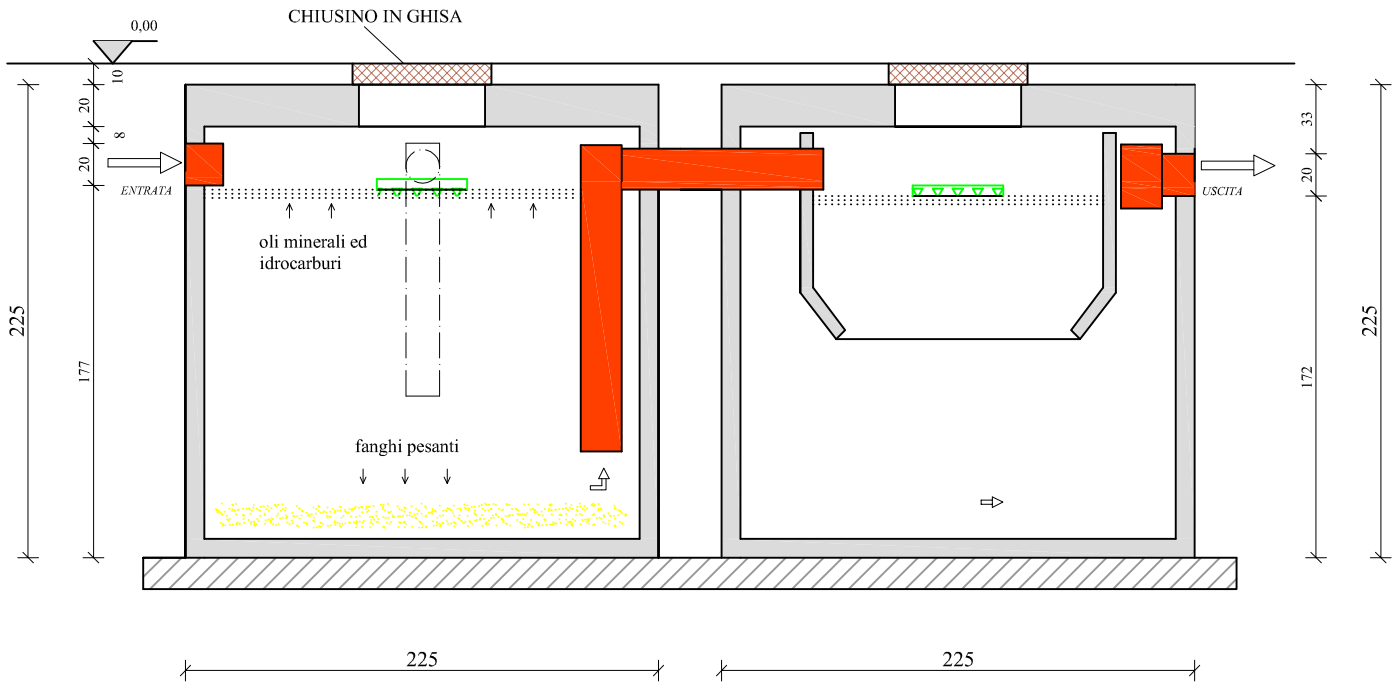 CHIUSINO IN GHISA
0,00
10
20
8
20
ENTRATA
177
225
oli minerali ed
idrocarburi
fanghi pesanti
33
20
USCITA
172
225
225
225